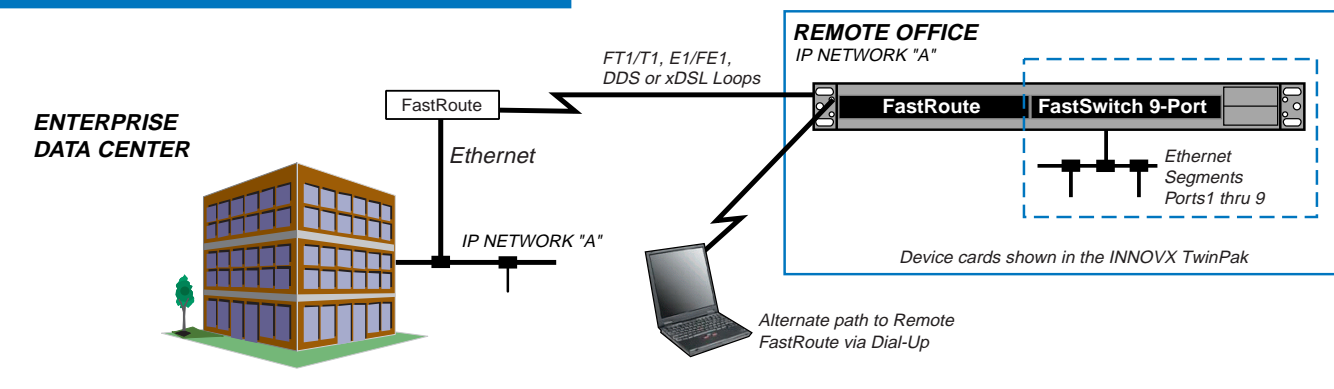 ENTERPRISE
DATA CENTER
FastRoute
Ethernet
IP NETWORK "A"
FT1/T1, E1/FE1,
DDS or xDSL Loops
REMOTE OFFICE
IP NETWORK "A"
FastRoute
FastSwitch 9-Port
Ethernet
Segments
Ports1 thru 9
Device cards shown in the INNOVX TwinPak
Alternate path to Remote
FastRoute via Dial-Up